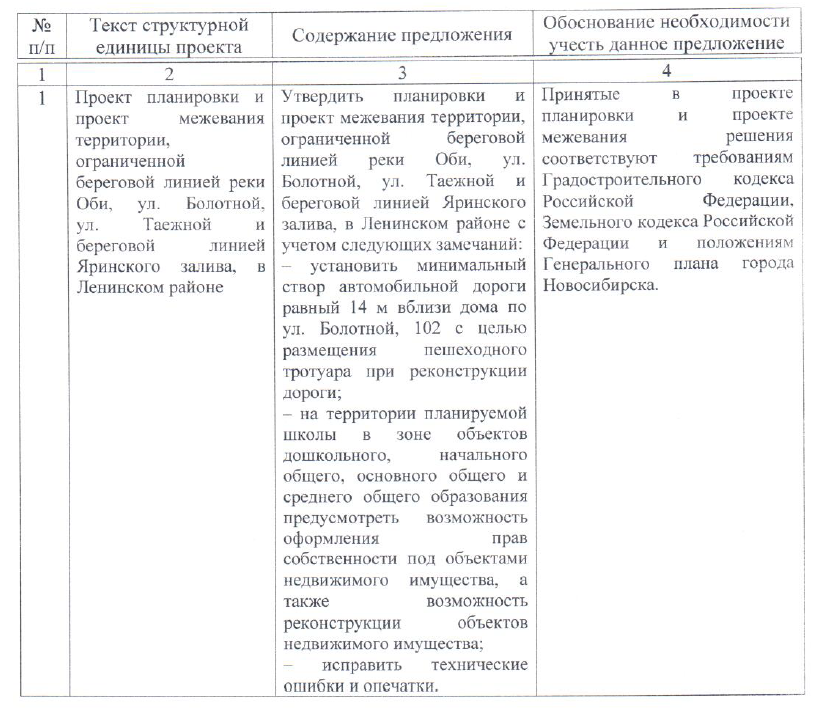 № п/п
Текст структурной единицы проекта
Содержание предложения
Обоснование необходимости учесть данное предложение
1
2
3
4
1
Проект планировки и
проект межевания
территории,
ограниченной
береговой линией реки
Оби, ул. Болотной,
ул. Таежной и
береговой линией
Яринского залива, в
Ленинском районе
Утвердить планировки и
проект межевания территории,
ограниченной береговой
линией реки Оби, ул.
Болотной, ул. Таежной и
береговой линией Яринского
залива, в Ленинском районе с
учетом следующих замечаний:
– установить минимальный
створ автомобильной дороги
равный 14 м вблизи дома по
ул. Болотной, 102 с целью
размещения пешеходного
тротуара при реконструкции
дороги;
– на территории планируемой
школы в зоне объектов
дошкольного, начального
общего, основного общего и
среднего общего образования
предусмотреть возможность
оформления прав
собственности под объектами
недвижимого имущества, а
также возможность
реконструкции объектов
недвижимого имущества;
– исправить технические
ошибки и опечатки.
Принятые в проекте
планировки и проекте
межевания решения
соответствуют требованиям
Градостроительного кодекса
Российской Федерации,
Земельного кодекса Российской
Федерации и положениям
Генерального плана города
Новосибирска.